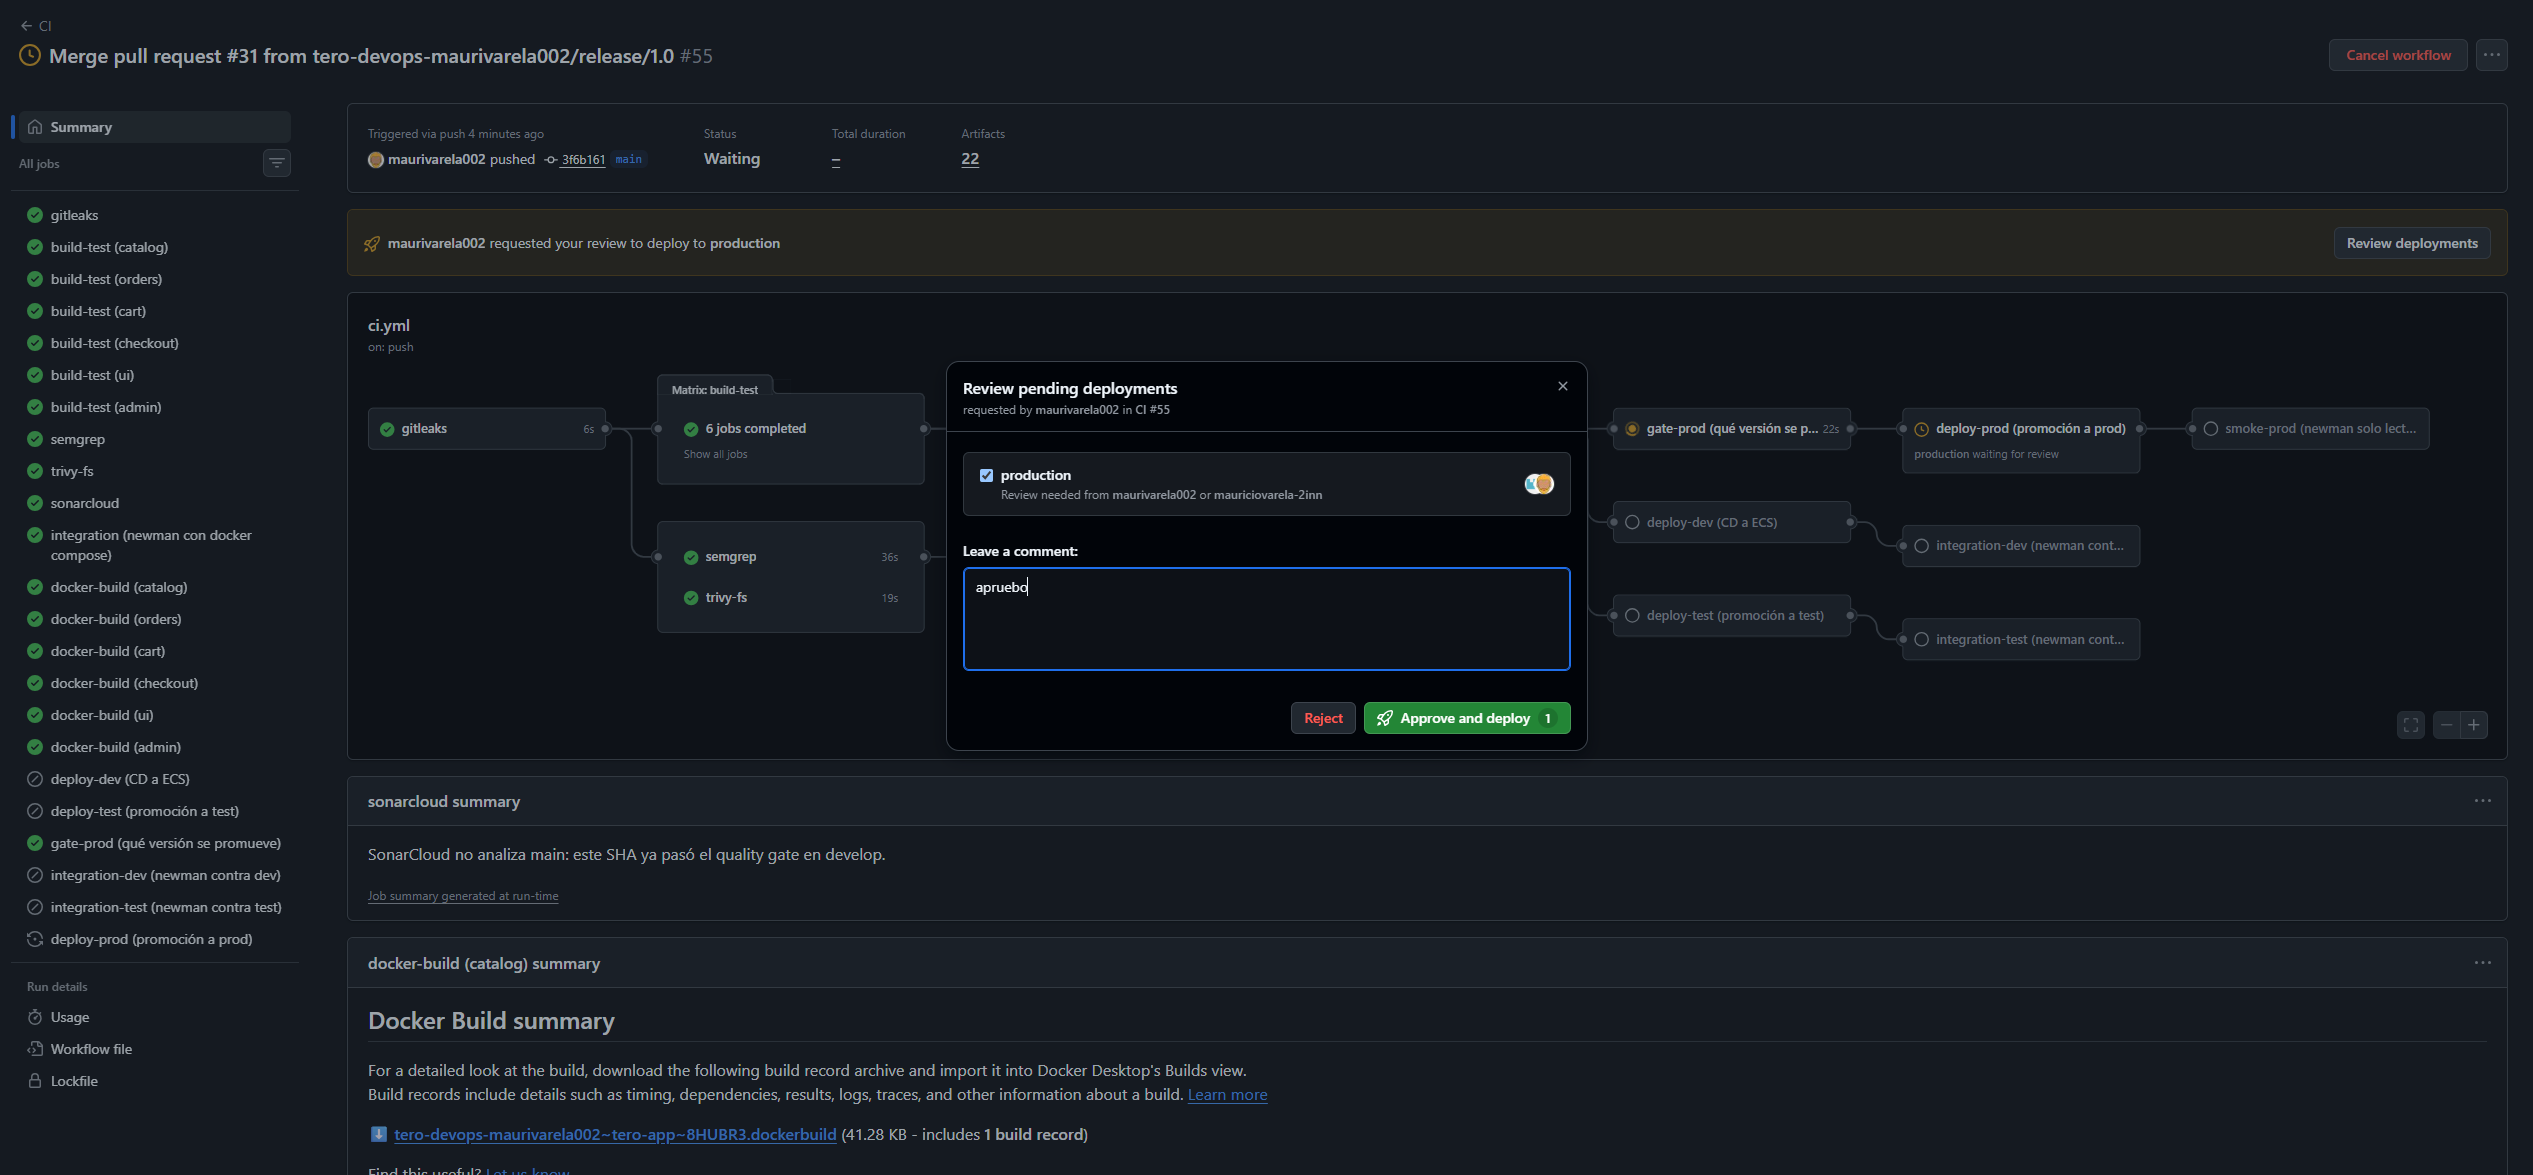 ← CI
Merge pull request #31 from tero-devops-maurivarela002/release/1.0 #55
Cancel workflow
Summary
All jobs
gitleaks
build-test (catalog)
build-test (orders)
build-test (cart)
build-test (checkout)
build-test (ui)
build-test (admin)
semgrep
trivy-fs
sonarcloud
integration (newman con docker
compose)
docker-build (catalog)
docker-build (orders)
docker-build (cart)
docker-build (checkout)
docker-build (ui)
docker-build (admin)
deploy-dev (CD a ECS)
deploy-test (promoción a test)
gate-prod (qué versión se promueve)
integration-dev (newman contra dev)
integration-test (newman contra test)
deploy-prod (promoción a prod)
Run details
Usage
Workflow file
Lockfile
Triggered via push 4 minutes ago
maurivarela002 pushed 3f6b161 main
Status
Waiting
Total duration
–
Artifacts
22
maurivarela002 requested your review to deploy to production
Review deployments
ci.yml
on: push
gitleaks 6s
Matrix: build-test
6 jobs completed
Show all jobs
semgrep 36s
trivy-fs 19s
Review pending deployments
requested by maurivarela002 in CI #55
production
Review needed from maurivarela002 or mauriciovarela-2inn
Leave a comment:
apruebo
Reject
Approve and deploy 1
gate-prod (qué versión se p... 22s
deploy-prod (promoción a prod)
production waiting for review
smoke-prod (newman solo lect...
deploy-dev (CD a ECS)
integration-dev (newman cont...
deploy-test (promoción a test)
integration-test (newman cont...
sonarcloud summary
SonarCloud no analiza main: este SHA ya pasó el quality gate en develop.
Job summary generated at run-time
docker-build (catalog) summary
Docker Build summary
For a detailed look at the build, download the following build record archive and import it into Docker Desktop's Builds view.
Build records include details such as timing, dependencies, results, logs, traces, and other information about a build. Learn more
tero-devops-maurivarela002~tero-app~8HUBR3.dockerbuild (41.28 KB - includes 1 build record)
Find this useful? Let us know